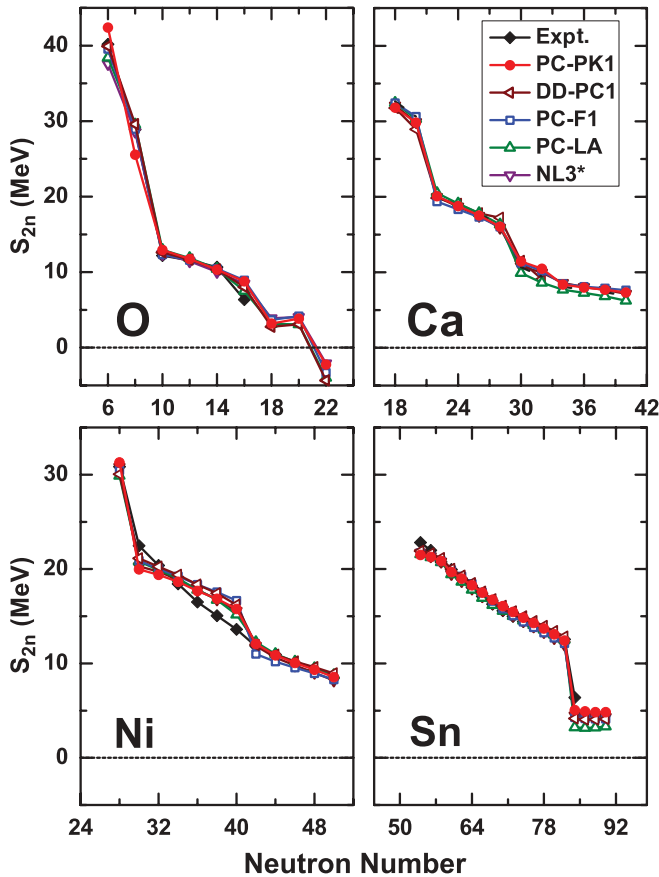 S2n (MeV)
40
30
20
10
0
O
6
10
14
18
22
Expt.
PC-PK1
DD-PC1
PC-F1
PC-LA
NL3*
Ca
18
24
30
36
42
S2n (MeV)
30
20
10
0
Ni
24
32
40
48
Sn
50
64
78
92
Neutron Number